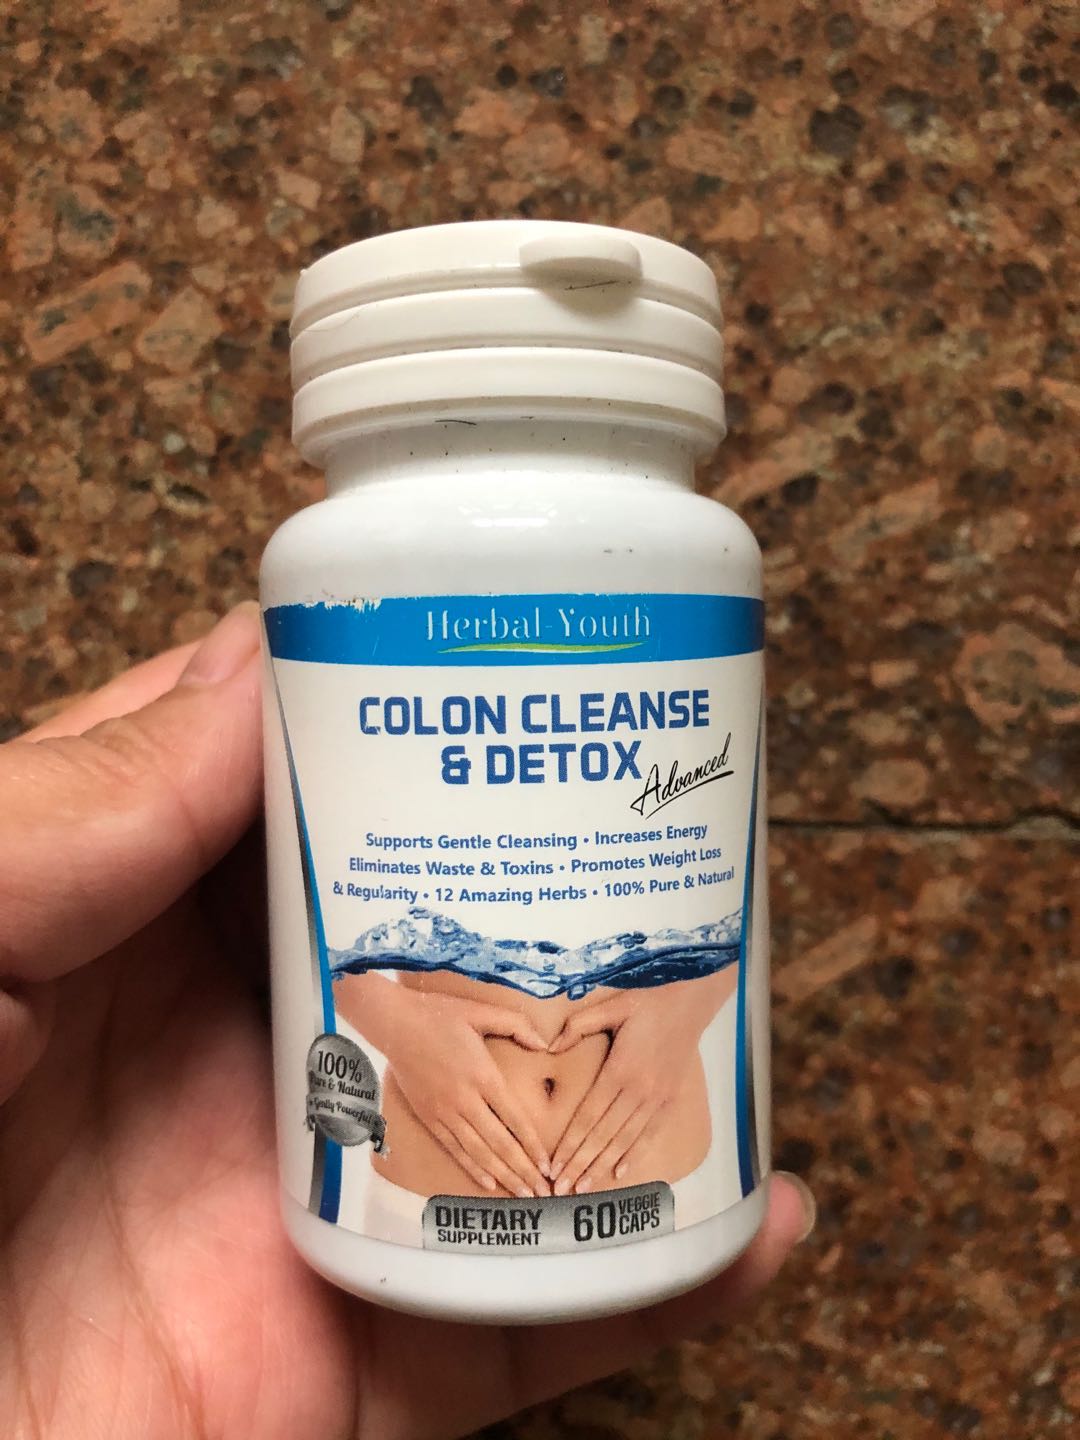 Herbal-Youth
COLON CLEANSE
& DETOX
Advanced
Supports Gentle Cleansing • Increases Energy
Eliminates Waste & Toxins • Promotes Weight Loss
& Regularity • 12 Amazing Herbs • 100% Pure & Natural
100%
Pure & Natural
Gently Powerful
DIETARY
SUPPLEMENT
60 VEGGIE
CAPS